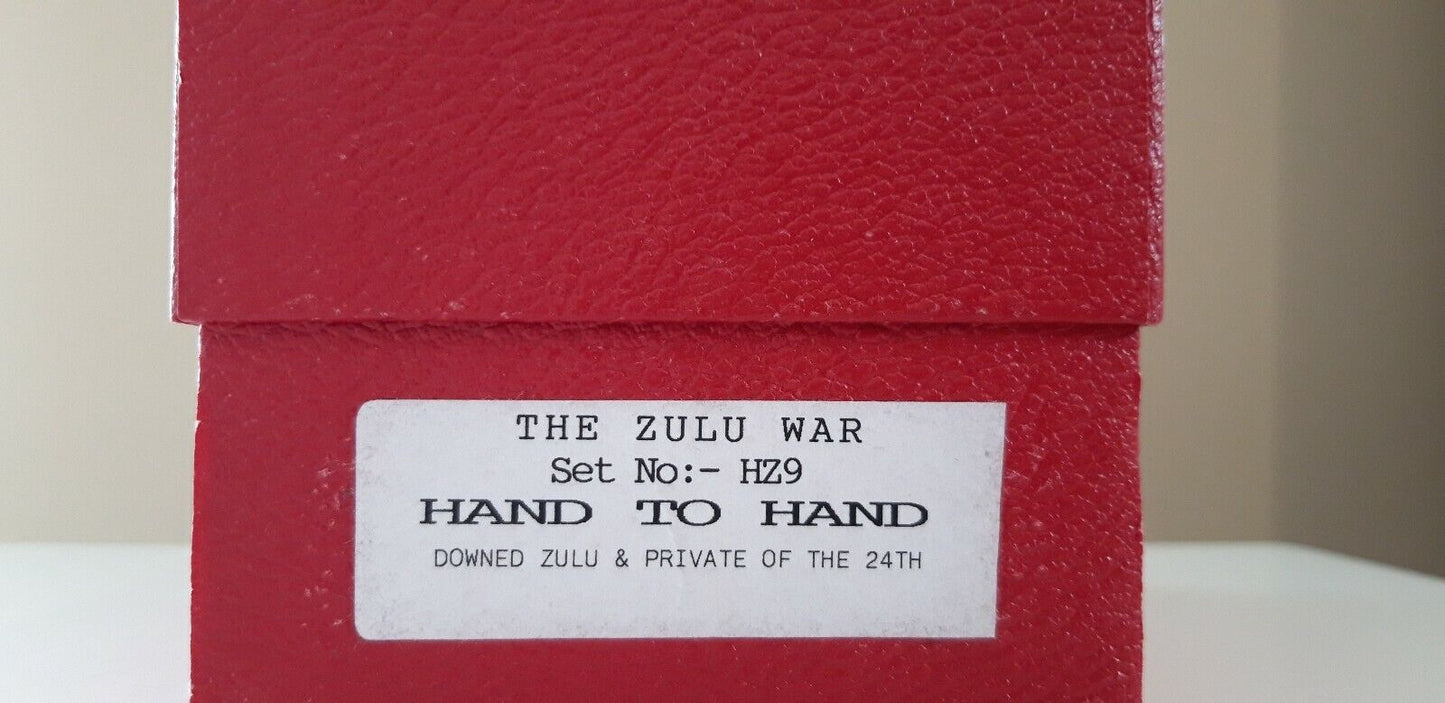 THE ZULU WAR
Set No:- HZ9
HAND TO HAND
DOWNED ZULU & PRIVATE OF THE 24TH